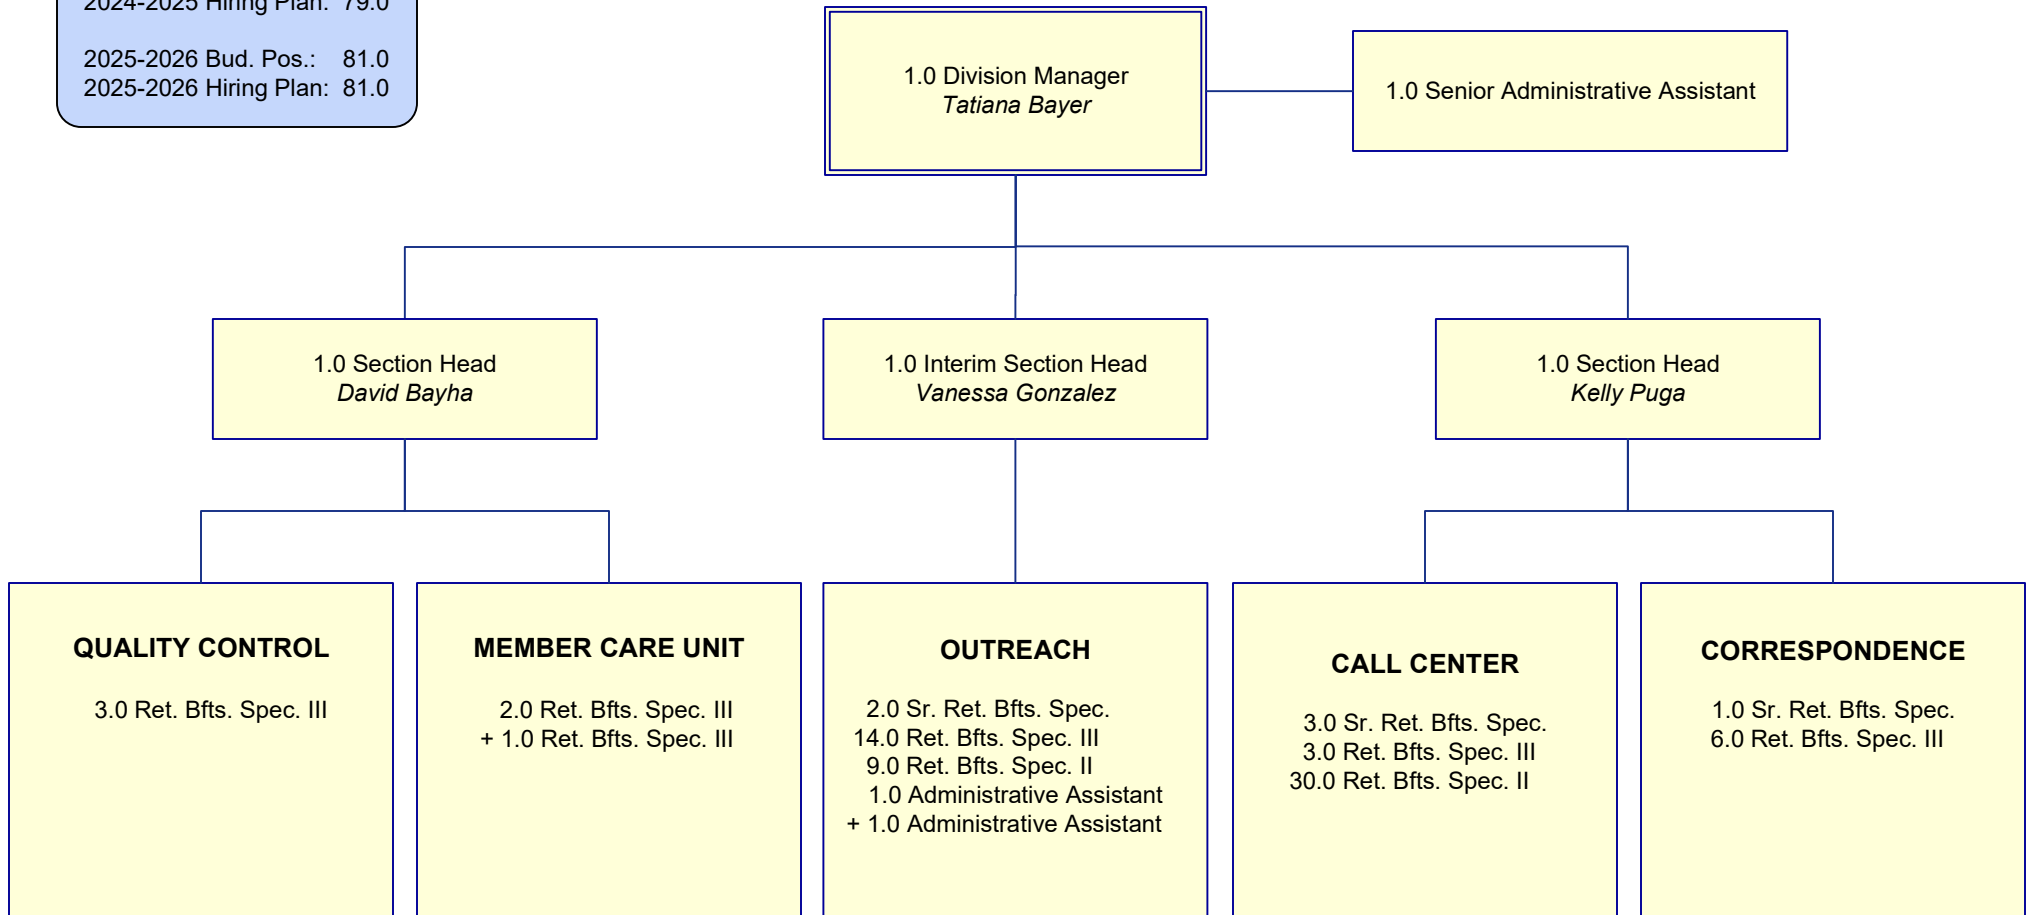 2024-2025 Hiring Plan: 79.0
2025-2026 Bud. Pos.: 81.0
2025-2026 Hiring Plan: 81.0
1.0 Division Manager
Tatiana Bayer
1.0 Senior Administrative Assistant
1.0 Section Head
David Bayha
1.0 Interim Section Head
Vanessa Gonzalez
1.0 Section Head
Kelly Puga
QUALITY CONTROL
3.0 Ret. Bfts. Spec. III
MEMBER CARE UNIT
2.0 Ret. Bfts. Spec. III
+ 1.0 Ret. Bfts. Spec. III
OUTREACH
2.0 Sr. Ret. Bfts. Spec.
14.0 Ret. Bfts. Spec. III
9.0 Ret. Bfts. Spec. II
1.0 Administrative Assistant
+ 1.0 Administrative Assistant
CALL CENTER
3.0 Sr. Ret. Bfts. Spec.
3.0 Ret. Bfts. Spec. III
30.0 Ret. Bfts. Spec. II
CORRESPONDENCE
1.0 Sr. Ret. Bfts. Spec.
6.0 Ret. Bfts. Spec. III